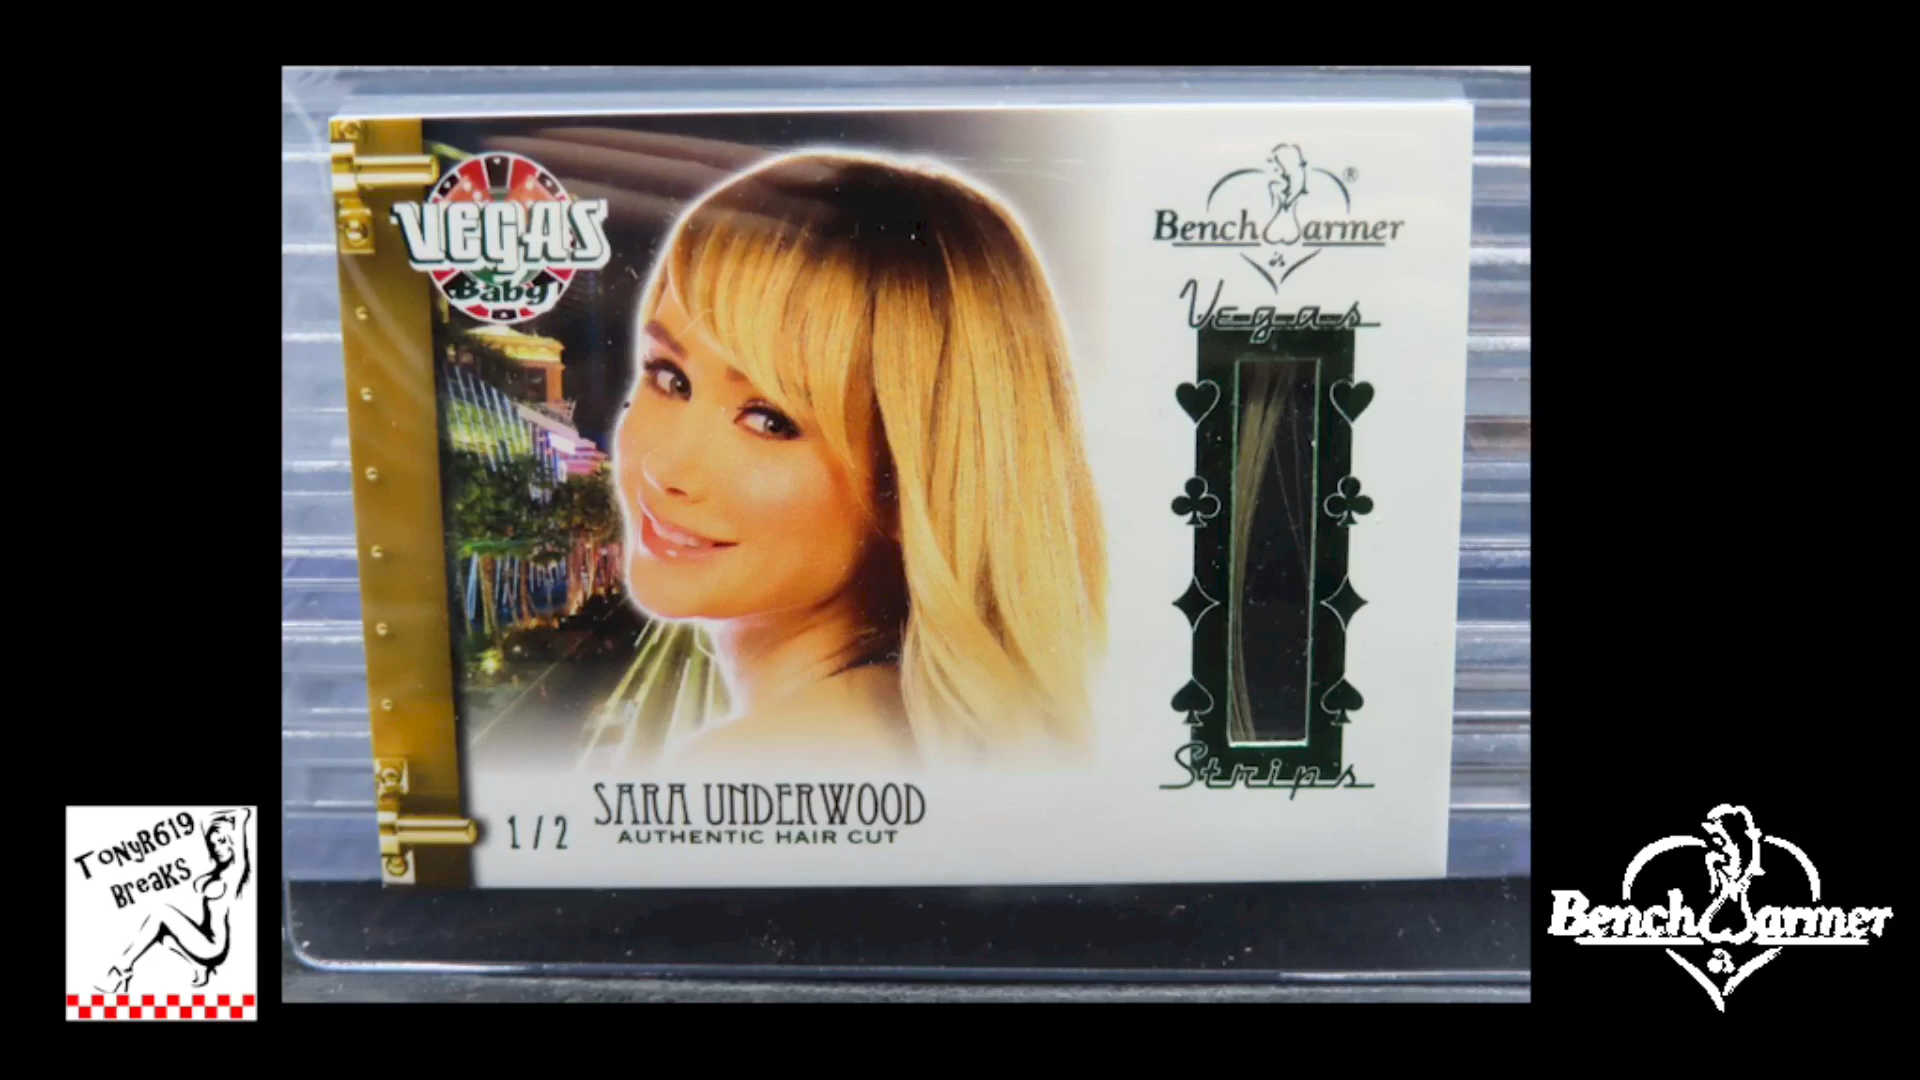 VEGAS
Baby
BenchWarmer®
Vegas
Strips
SARA UNDERWOOD
AUTHENTIC HAIR CUT
1/2
TonyR619
Breaks
BenchWarmer